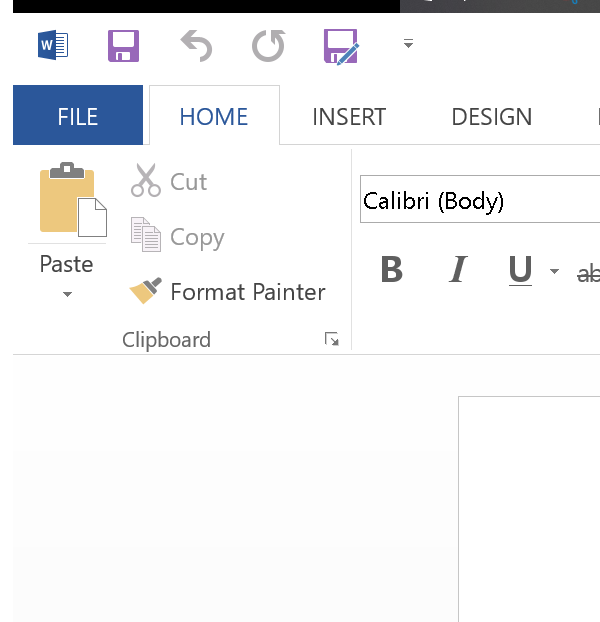 W
FILE HOME INSERT DESIGN
Cut
Calibri (Body)
Copy
Paste
B I U ab
Format Painter
Clipboard